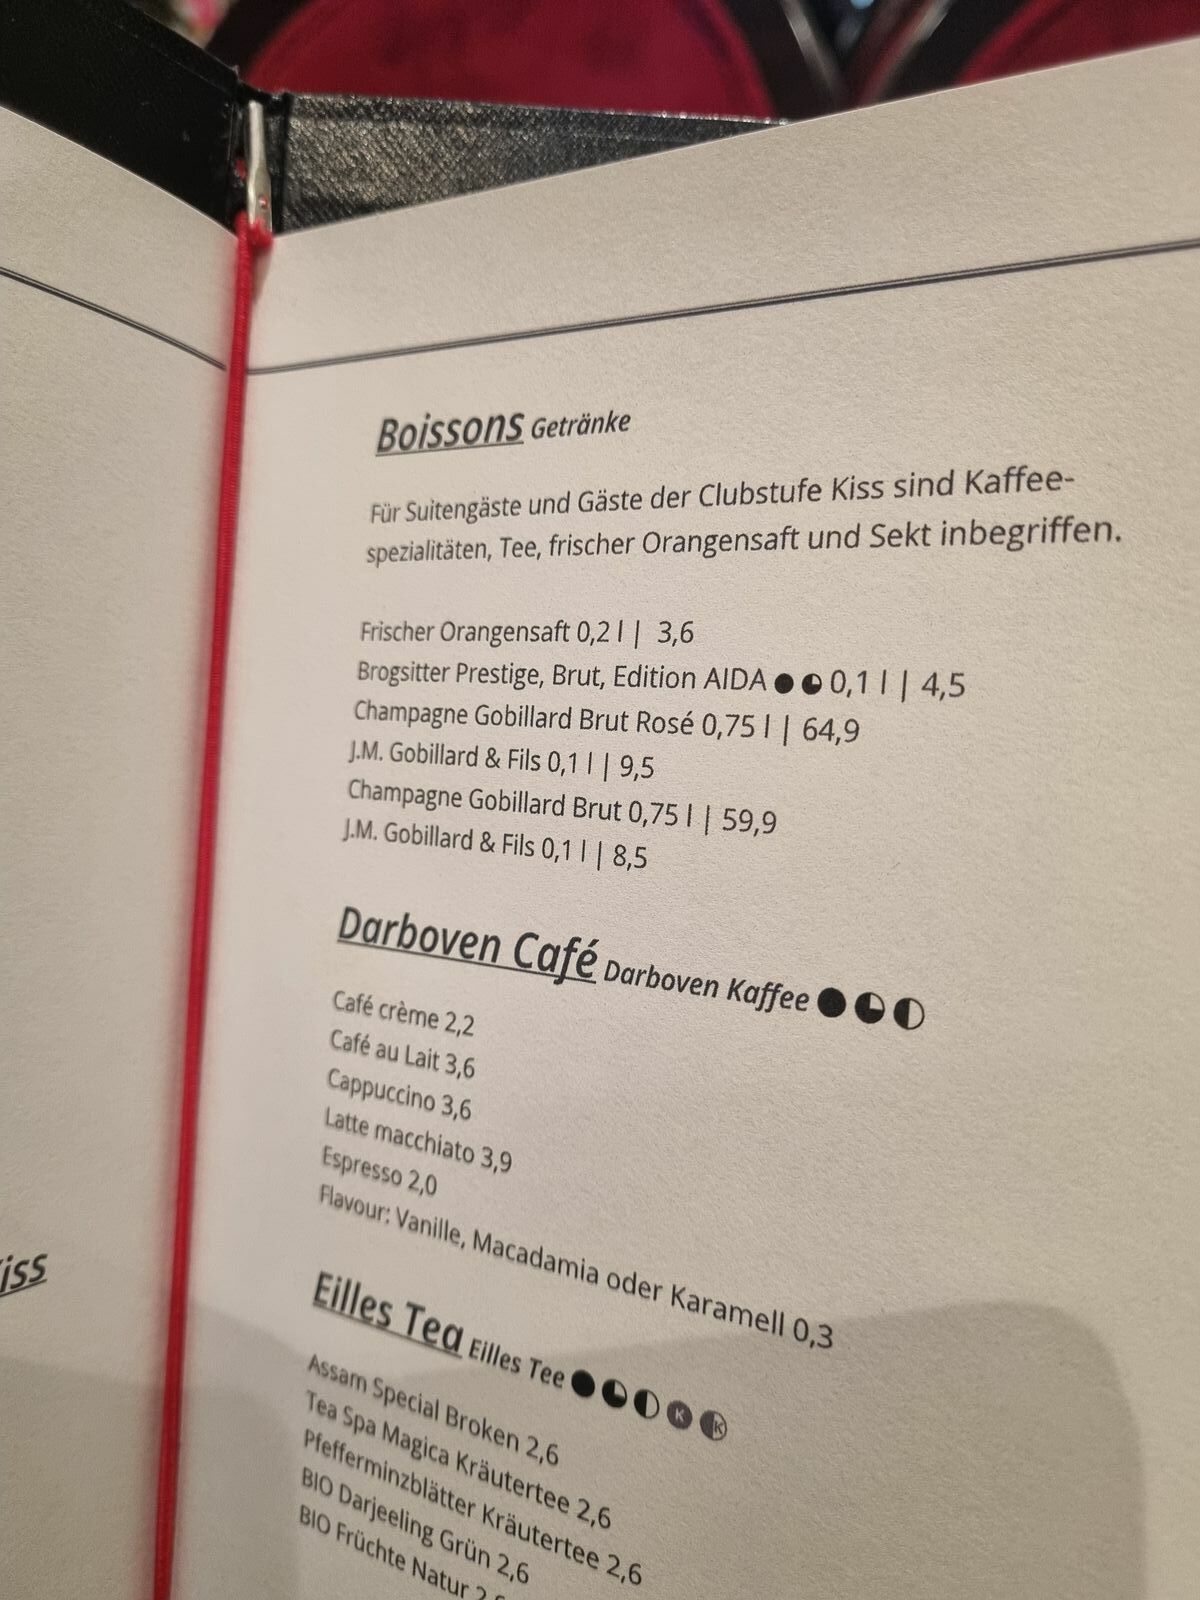 Boissons Getränke
Für Suitengäste und Gäste der Clubstufe Kiss sind Kaffee-
spezialitäten, Tee, frischer Orangensaft und Sekt inbegriffen.
Frischer Orangensaft 0,2 l | 3,6
Brogsitter Prestige, Brut, Edition AIDA 0,1 l | 4,5
Champagne Gobillard Brut Rosé 0,75 l | 64,9
J.M. Gobillard & Fils 0,1 l | 9,5
Champagne Gobillard Brut 0,75 l | 59,9
J.M. Gobillard & Fils 0,1 l | 8,5
Darboven Café Darboven Kaffee
Café crème 2,2
Café au Lait 3,6
Cappuccino 3,6
Latte macchiato 3,9
Espresso 2,0
Flavour: Vanille, Macadamia oder Karamell 0,3
Eilles Tea Eilles Tee K K
Assam Special Broken 2,6
Tea Spa Magica Kräutertee 2,6
Pfefferminzblätter Kräutertee 2,6
BIO Darjeeling Grün 2,6
BIO Früchte Natur